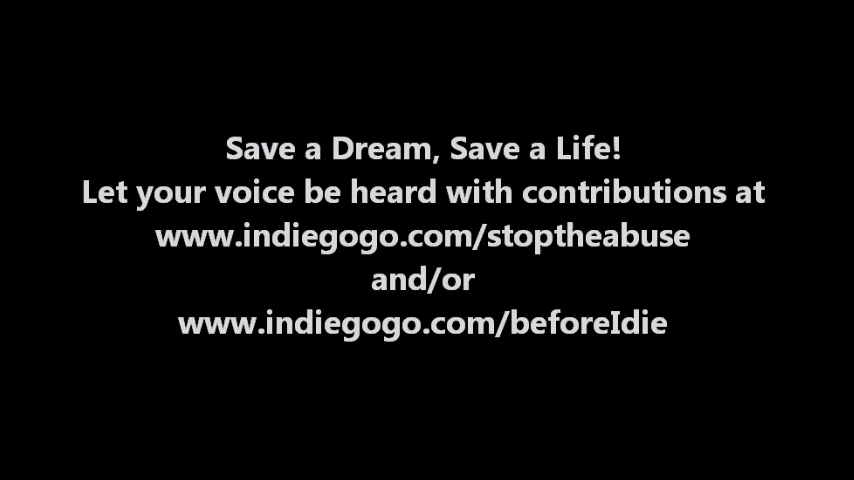 Save a Dream, Save a Life!
Let your voice be heard with contributions at
www.indiegogo.com/stoptheabuse
and/or
www.indiegogo.com/beforeIdie